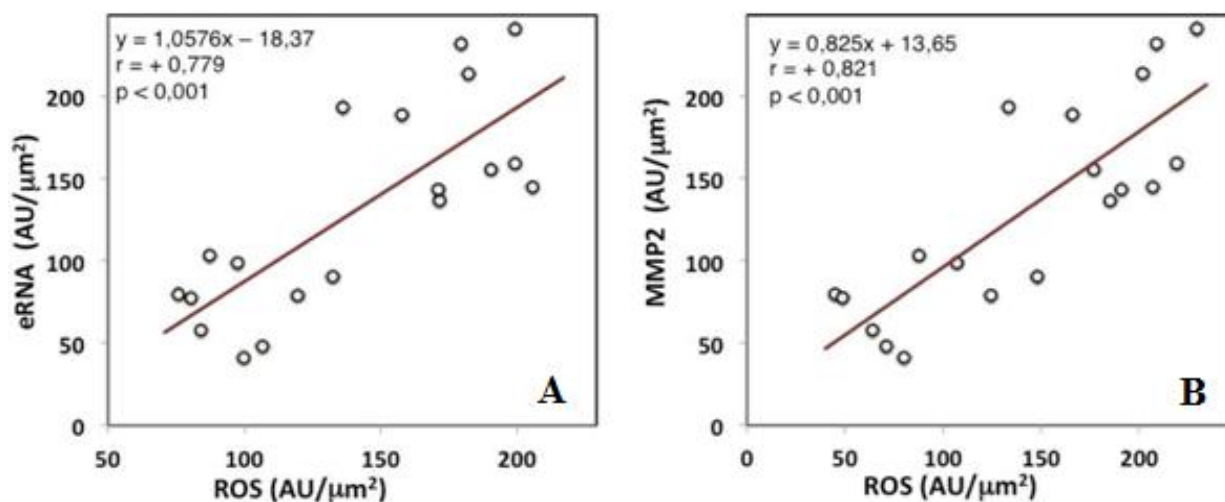 y = 1,0576x – 18,37
r = + 0,779
p < 0,001
eRNA (AU/μm²)
200
150
100
50
0
50 100 150 200
ROS (AU/μm²)
A
y = 0,825x + 13,65
r = + 0,821
p < 0,001
MMP2 (AU/μm²)
200
150
100
50
0
0 50 100 150 200
ROS (AU/μm²)
B